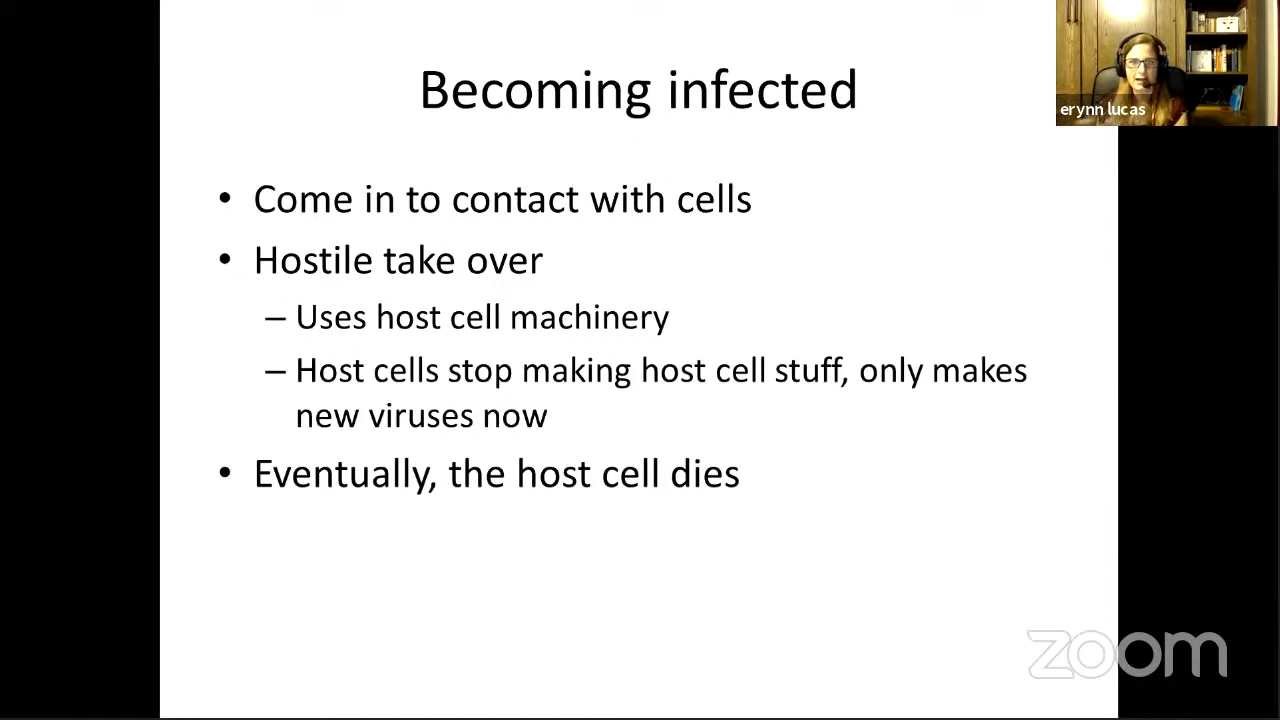 Becoming infected
erynn lucas
• Come in to contact with cells
• Hostile take over
– Uses host cell machinery
– Host cells stop making host cell stuff, only makes
new viruses now
• Eventually, the host cell dies
zoom